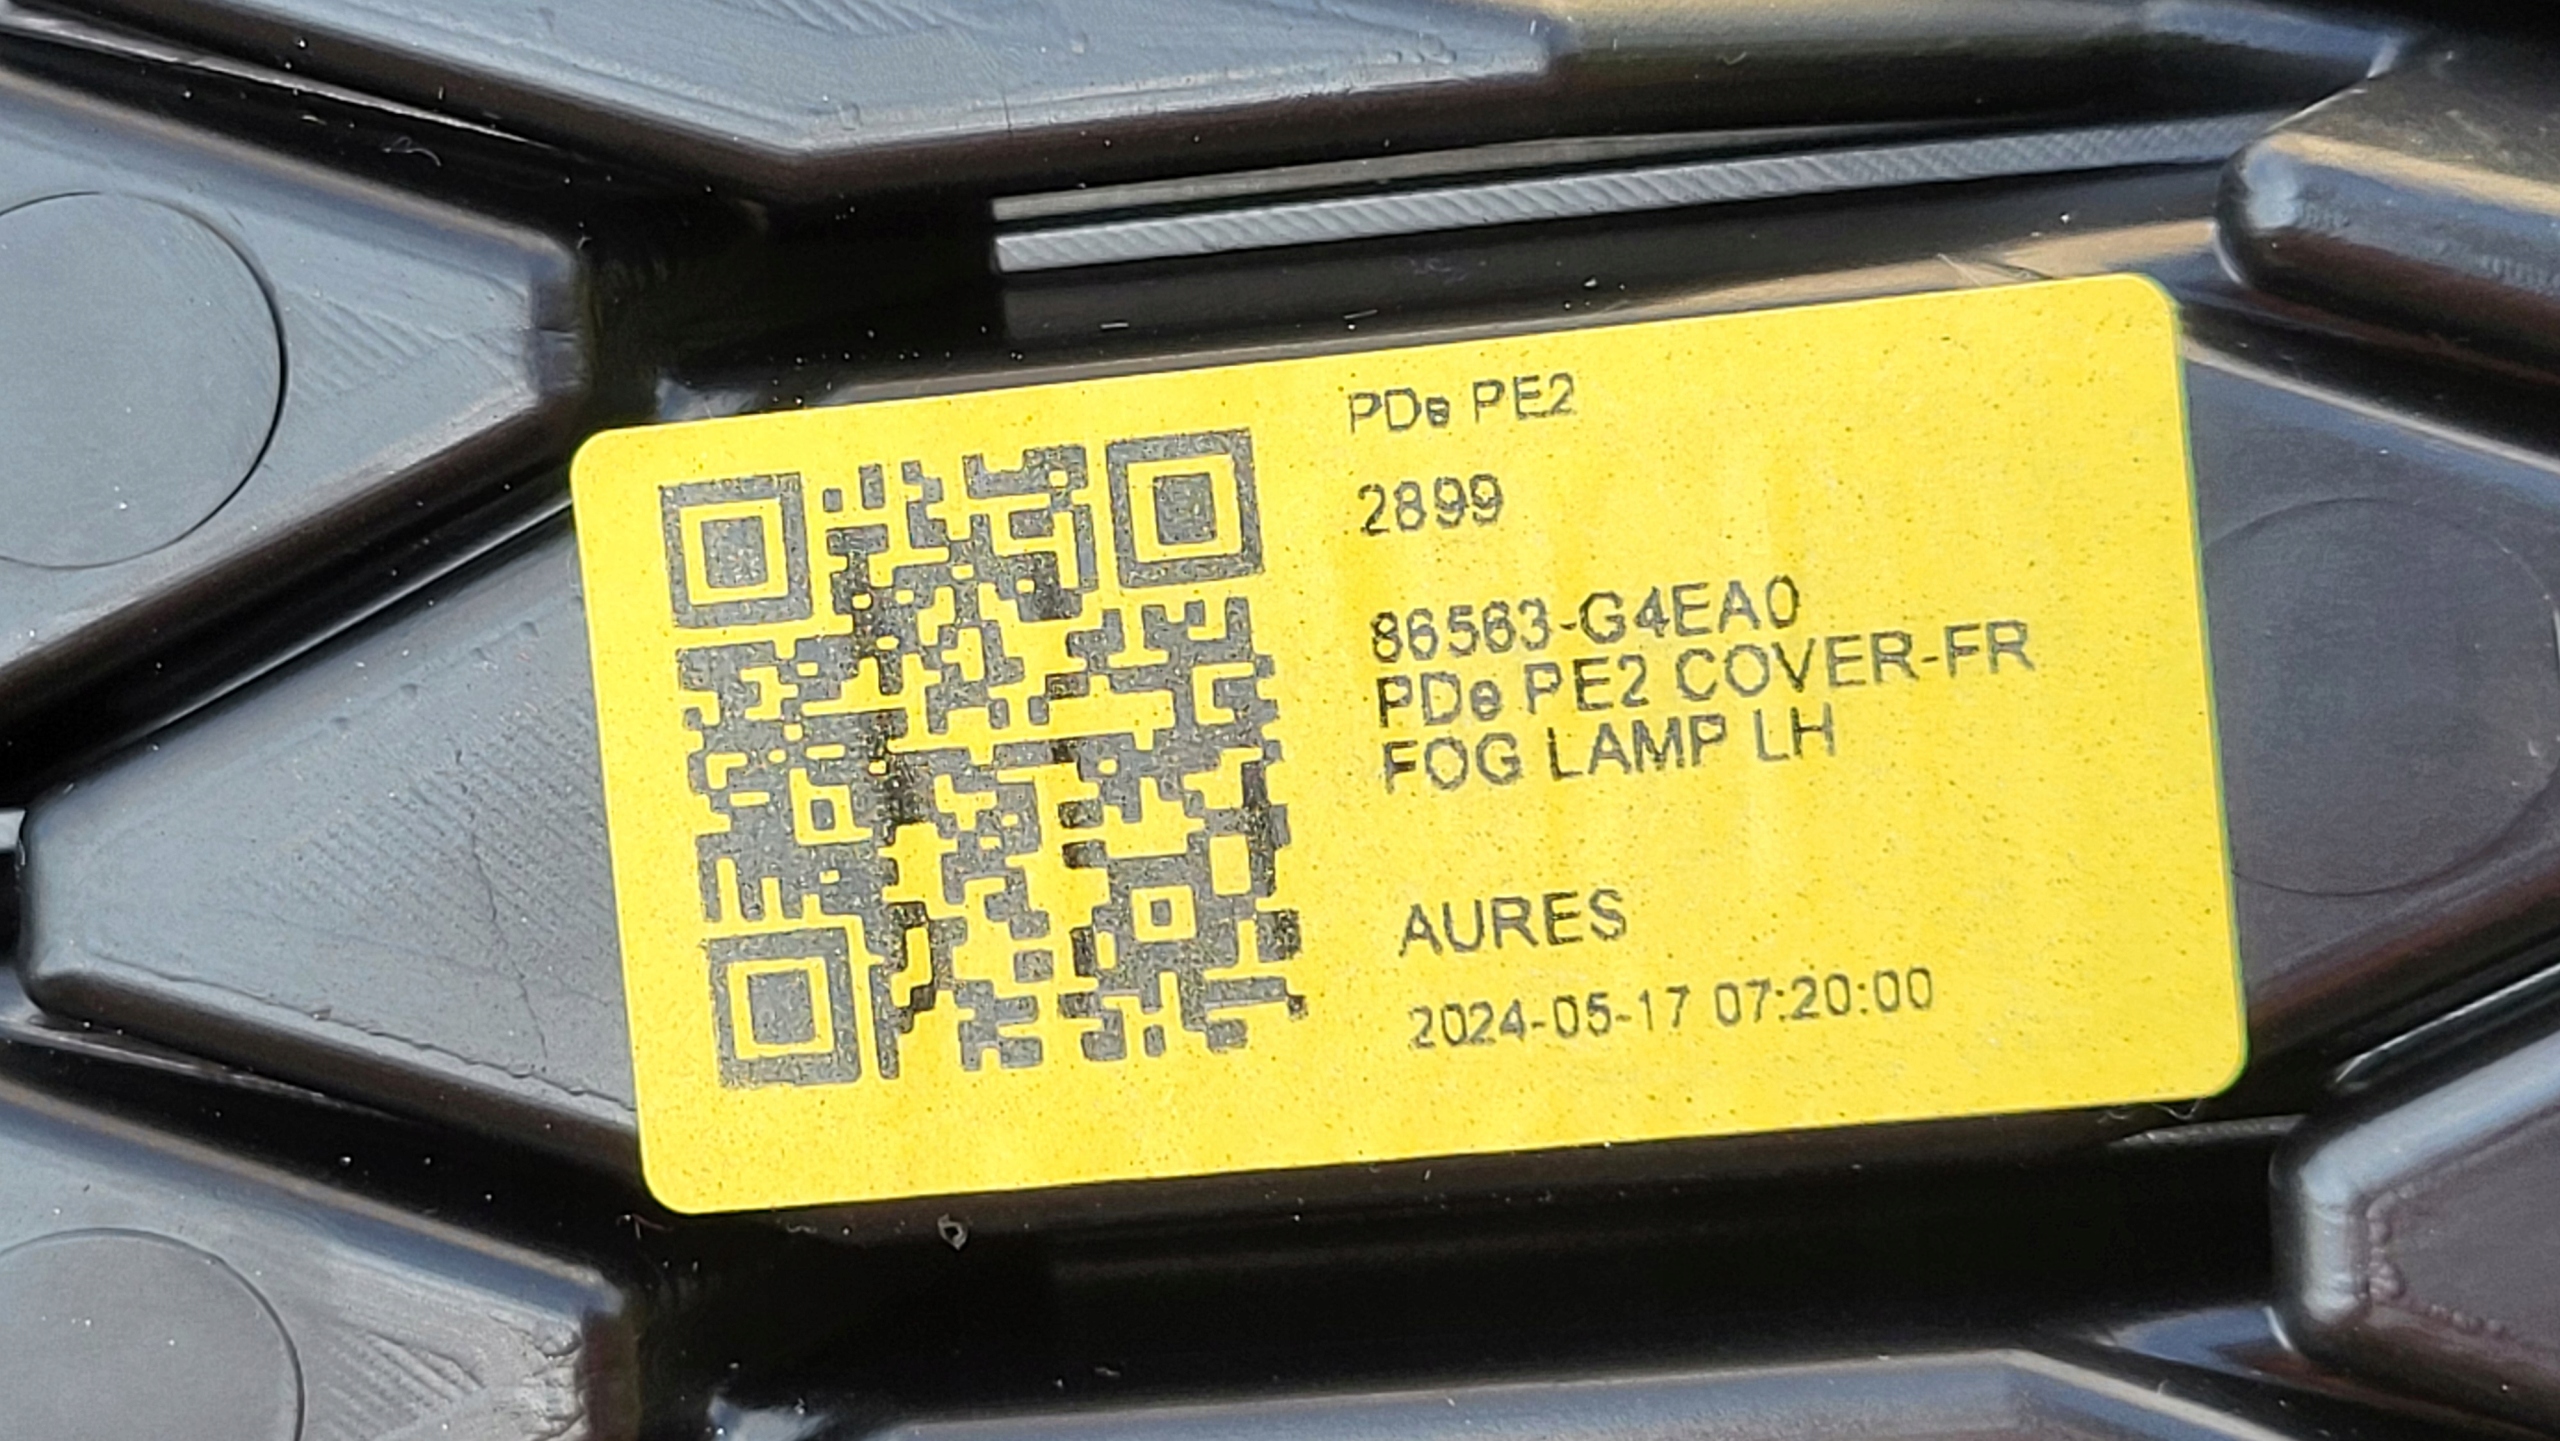 PDe PE2
2899
86563-G4EA0
PDe PE2 COVER-FR
FOG LAMP LH
AURES
2024-05-17 07:20:00